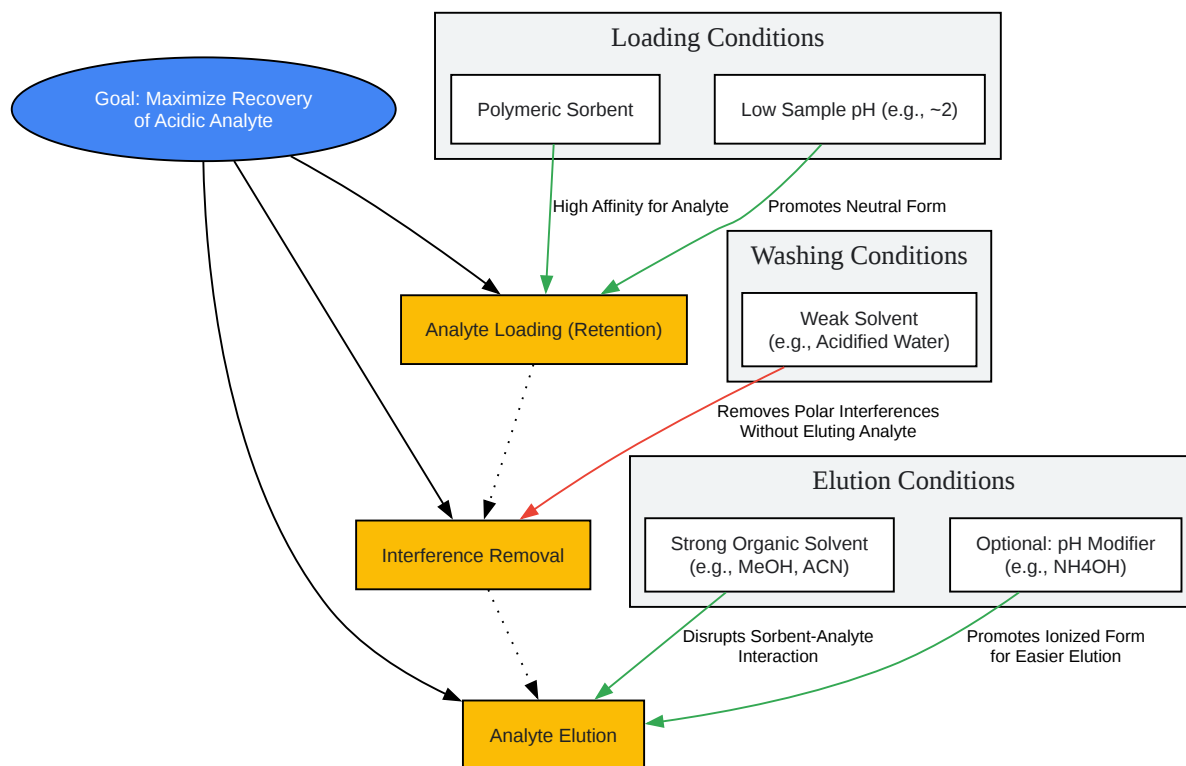 Loading Conditions
Goal: Maximize Recovery
of Acidic Analyte
Polymeric Sorbent
Low Sample pH (e.g., ~2)
High Affinity for Analyte
Promotes Neutral Form
Washing Conditions
Weak Solvent
(e.g., Acidified Water)
Analyte Loading (Retention)
Removes Polar Interferences
Without Eluting Analyte
Elution Conditions
Interference Removal
Strong Organic Solvent
(e.g., MeOH, ACN)
Optional: pH Modifier
(e.g., NH4OH)
Disrupts Sorbent-Analyte
Interaction
Promotes Ionized Form
for Easier Elution
Analyte Elution